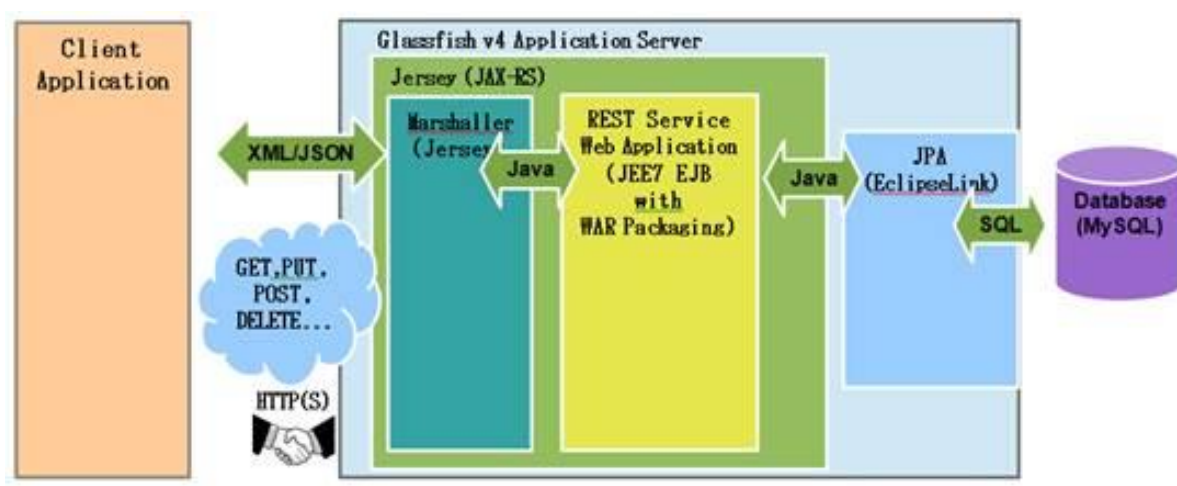 Client
Application
Glassfish v4 Application Server
Jersey (JAX-RS)
Marshaller
(Jersey
REST Service
Web Application
(JEE7 EJB
with
WAR Packaging)
XML/JSON
Java
Java
JPA
(EclipseLink)
SQL
Database
(MySQL)
GET,PUT,
POST,
DELETE...
HTTP(S)